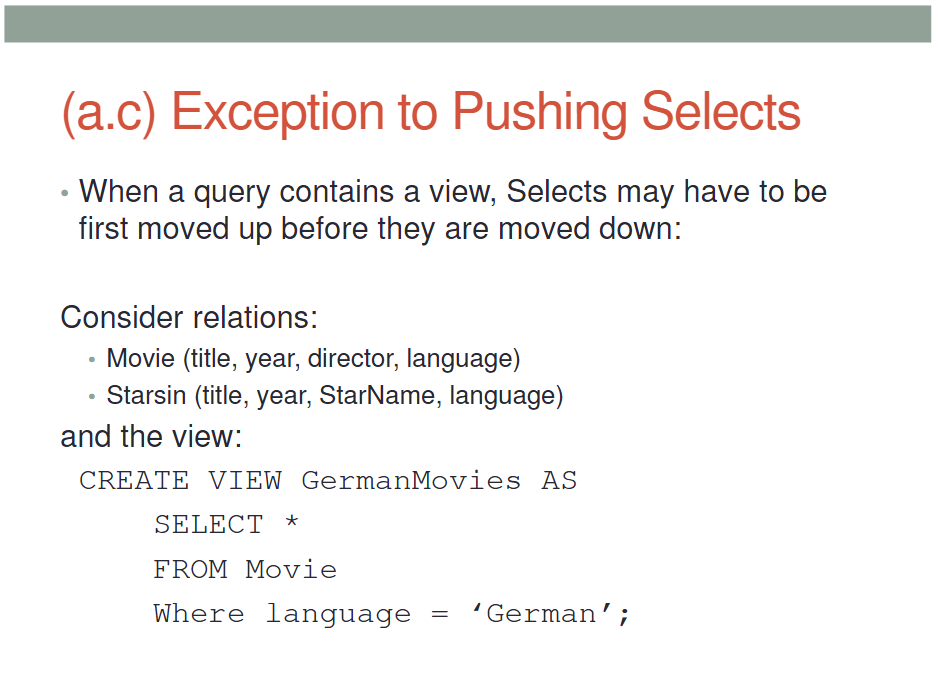 (a.c) Exception to Pushing Selects
• When a query contains a view, Selects may have to be
first moved up before they are moved down:
Consider relations:
• Movie (title, year, director, language)
• Starsin (title, year, StarName, language)
and the view:
CREATE VIEW GermanMovies AS
SELECT *
FROM Movie
Where language = ‘German’;